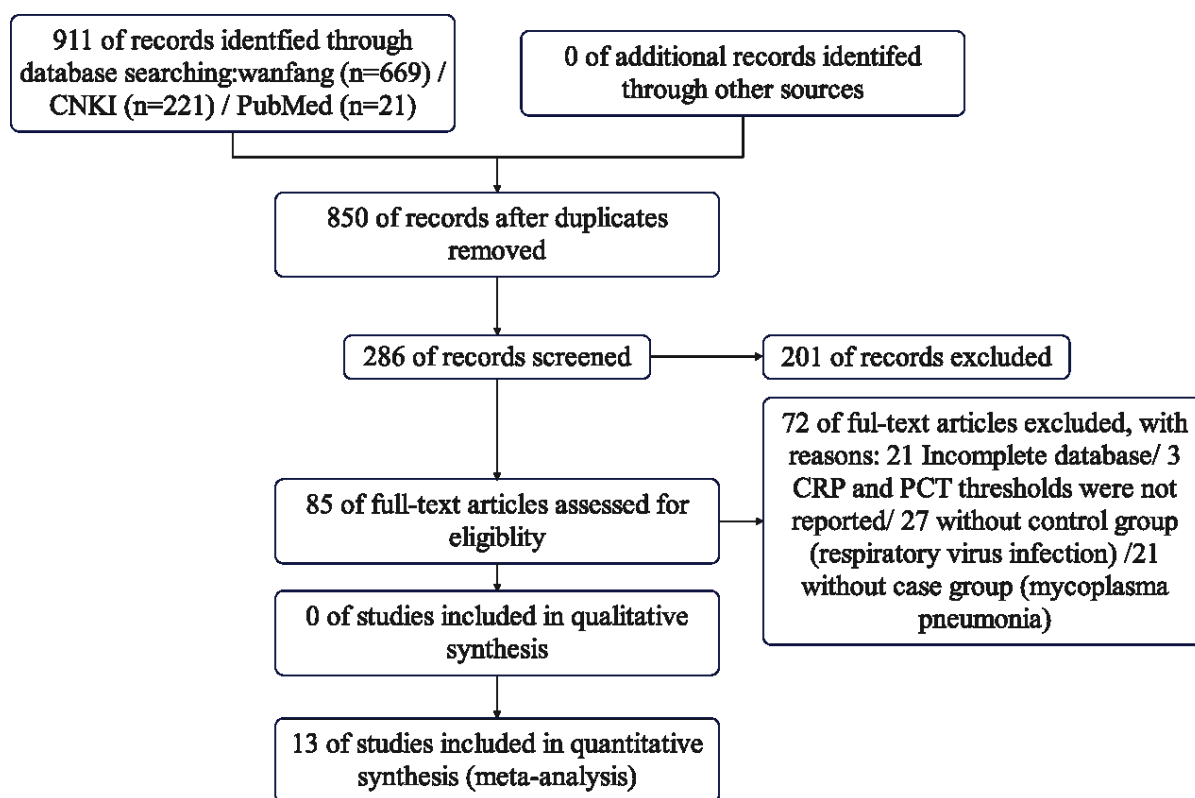 911 of records identfied through
database searching:wanfang (n=669) /
CNKI (n=221) / PubMed (n=21)
0 of additional records identifed
through other sources
850 of records after duplicates
removed
286 of records screened
201 of records excluded
72 of ful-text articles excluded, with
reasons: 21 Incomplete database/ 3
CRP and PCT thresholds were not
reported/ 27 without control group
(respiratory virus infection) /21
without case group (mycoplasma
pneumonia)
85 of full-text articles assessed for
eligiblity
0 of studies included in qualitative
synthesis
13 of studies included in quantitative
synthesis (meta-analysis)